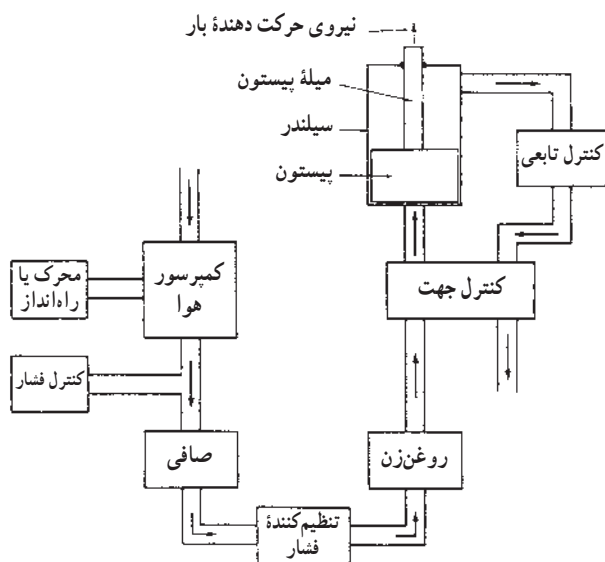 نیروی حرکت دهندهٔ بار
میلهٔ پیستون
سیلندر
پیستون
کنترل تابعی
کمپرسور
هوا
محرک یا
راه‌انداز
کنترل جهت
کنترل فشار
صافی
روغن‌زن
تنظیم‌کنندهٔ
فشار